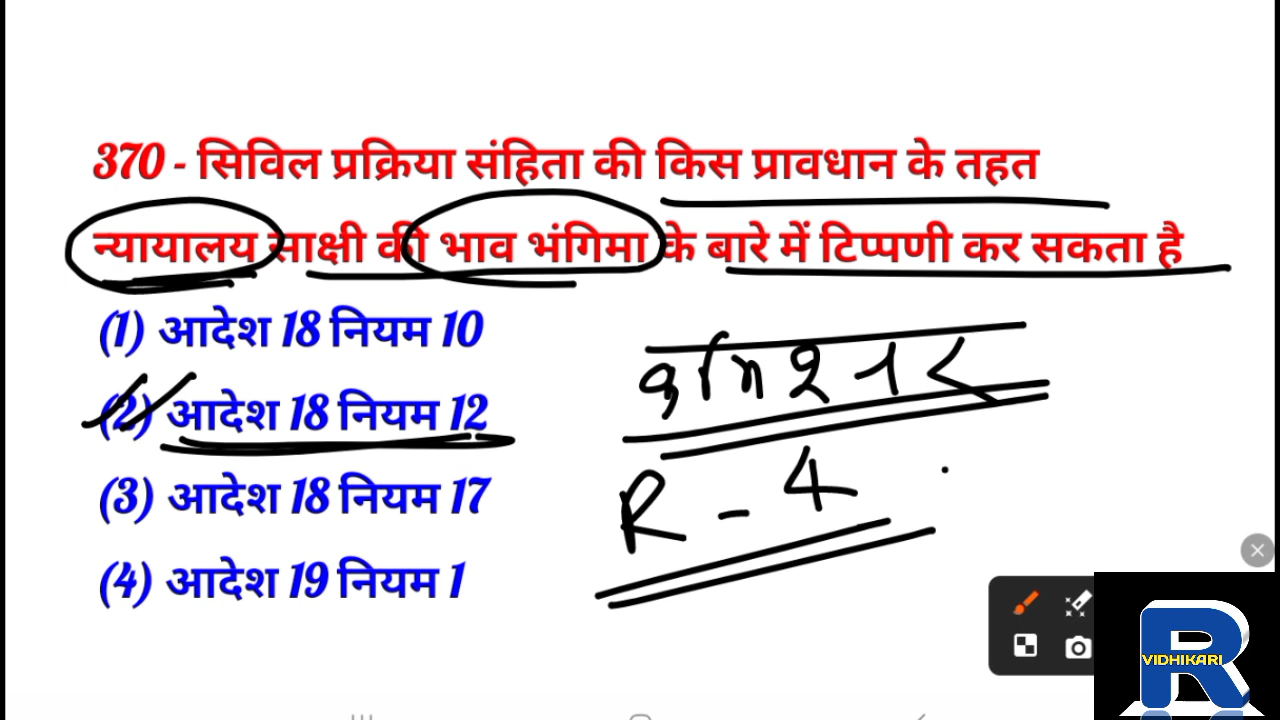 370 - सिविल प्रक्रिया संहिता की किस प्रावधान के तहत
न्यायालय साक्षी की भाव भंगिमा के बारे में टिप्पणी कर सकता है
(1) आदेश 18 नियम 10
(2) आदेश 18 नियम 12
(3) आदेश 18 नियम 17
(4) आदेश 19 नियम 1
R - 4
R
VIDHIKARI